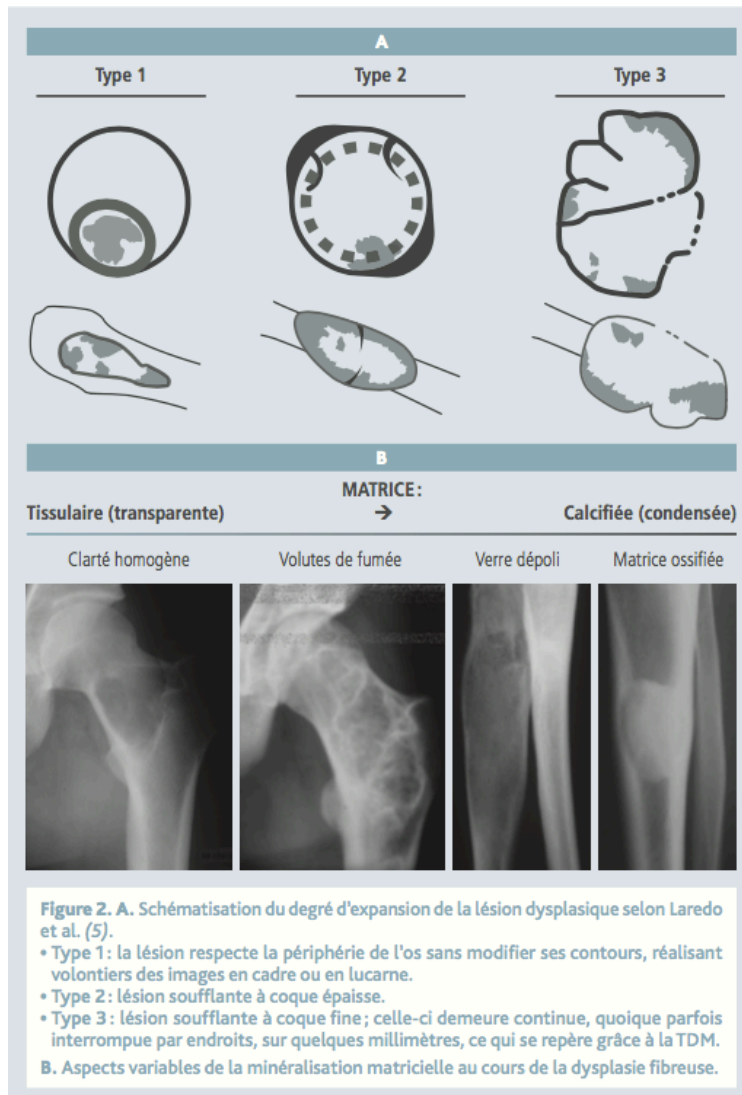 A
Type 1 Type 2 Type 3
B
MATRICE :
Tissulaire (transparente) → Calcifiée (condensée)
Clarté homogène Volutes de fumée Verre dépoli Matrice ossifiée
Figure 2. A. Schématisation du degré d'expansion de la lésion dysplasique selon Laredo
et al. (5).
• Type 1 : la lésion respecte la périphérie de l'os sans modifier ses contours, réalisant
volontiers des images en cadre ou en lucarne.
• Type 2 : lésion soufflante à coque épaisse.
• Type 3 : lésion soufflante à coque fine ; celle-ci demeure continue, quoique parfois
interrompue par endroits, sur quelques millimètres, ce qui se repère grâce à la TDM.
B. Aspects variables de la minéralisation matricielle au cours de la dysplasie fibreuse.